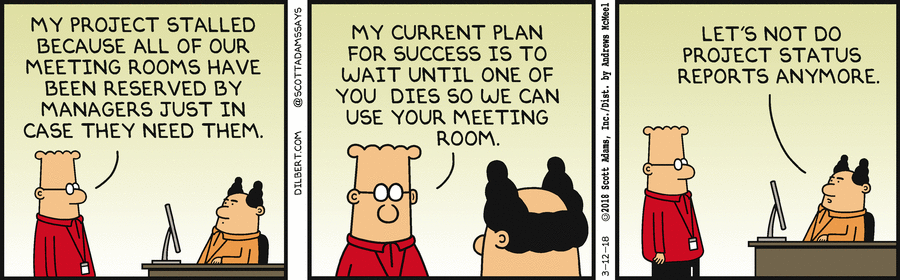 MY PROJECT STALLED
BECAUSE ALL OF OUR
MEETING ROOMS HAVE
BEEN RESERVED BY
MANAGERS JUST IN
CASE THEY NEED THEM.
DILBERT.COM @SCOTTADAMSSAYS
MY CURRENT PLAN
FOR SUCCESS IS TO
WAIT UNTIL ONE OF
YOU DIES SO WE CAN
USE YOUR MEETING
ROOM.
3-12-18 ©2018 Scott Adams, Inc./Dist. by Andrews McMeel
LET'S NOT DO
PROJECT STATUS
REPORTS ANYMORE.